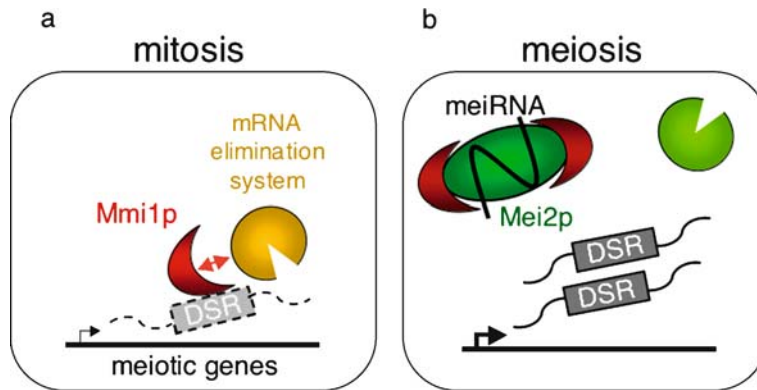 a
mitosis
mRNA
elimination
system
Mmi1p
DSR
meiotic genes
b
meiosis
meiRNA
Mei2p
DSR
DSR